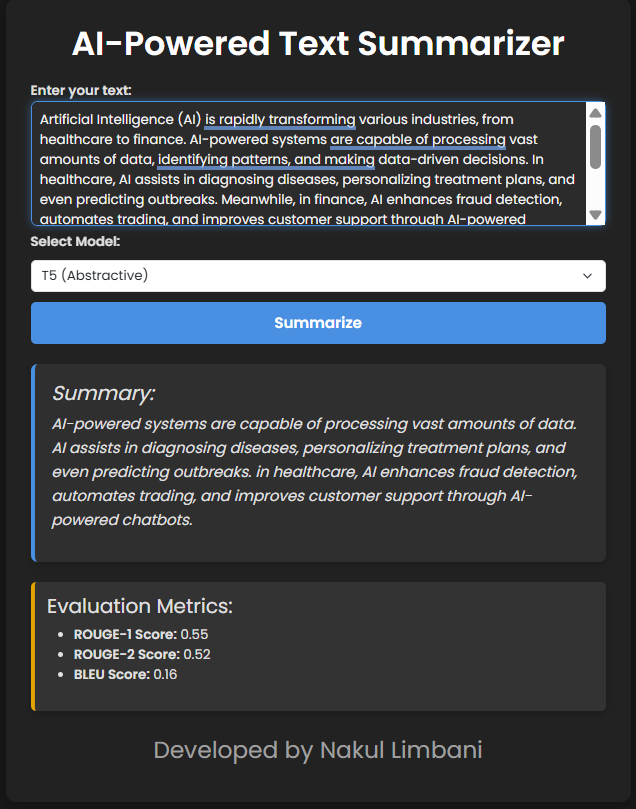 AI-Powered Text Summarizer
Enter your text:
Artificial Intelligence (AI) is rapidly transforming various industries, from
healthcare to finance. AI-powered systems are capable of processing vast
amounts of data, identifying patterns, and making data-driven decisions. In
healthcare, AI assists in diagnosing diseases, personalizing treatment plans, and
even predicting outbreaks. Meanwhile, in finance, AI enhances fraud detection,
automates trading, and improves customer support through AI-powered
Select Model:
T5 (Abstractive)
Summarize
Summary:
AI-powered systems are capable of processing vast amounts of data.
AI assists in diagnosing diseases, personalizing treatment plans, and
even predicting outbreaks. in healthcare, AI enhances fraud detection,
automates trading, and improves customer support through AI-
powered chatbots.
Evaluation Metrics:
• ROUGE-1 Score: 0.55
• ROUGE-2 Score: 0.52
• BLEU Score: 0.16
Developed by Nakul Limbani